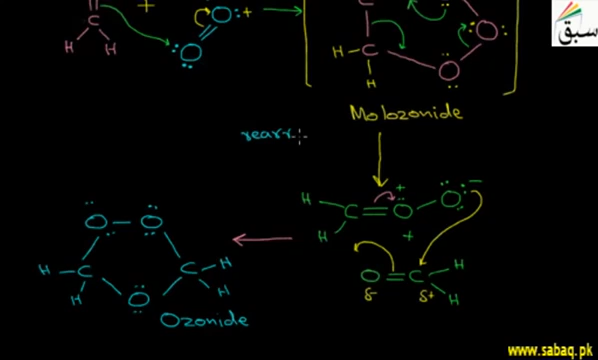 سبق
C + O +
H H O O
H C
H O
Molozonide
rearr
H + −
C = O — O
H +
O — O
O = C H
H C C H δ− δ+ H
H O H
Ozonide
www.sabaq.pk